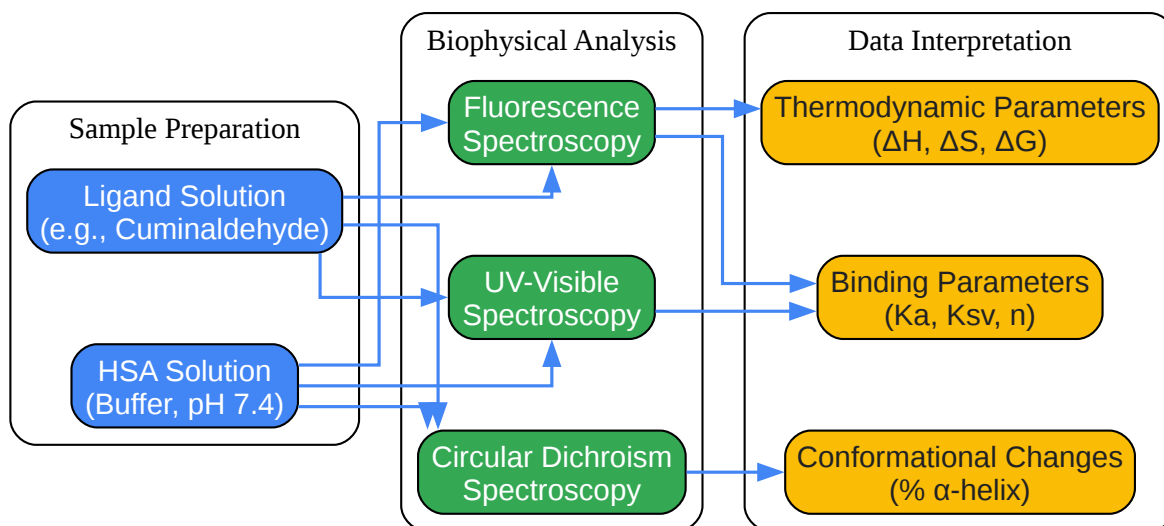 Sample Preparation
Ligand Solution
(e.g., Cuminaldehyde)
HSA Solution
(Buffer, pH 7.4)
Biophysical Analysis
Fluorescence
Spectroscopy
UV-Visible
Spectroscopy
Circular Dichroism
Spectroscopy
Data Interpretation
Thermodynamic Parameters
(ΔH, ΔS, ΔG)
Binding Parameters
(Ka, Ksv, n)
Conformational Changes
(% α-helix)